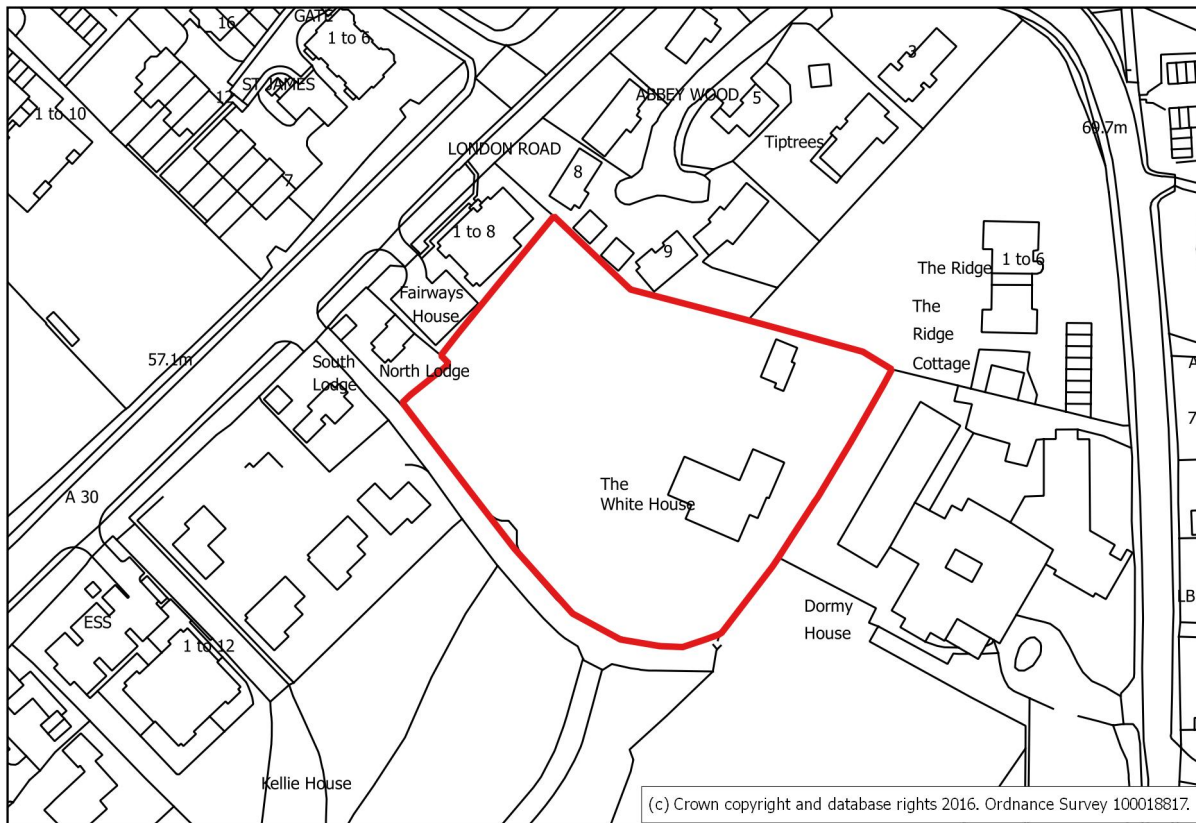 GATE
16
1 to 6
ST JAMES
12
1 to 10
7
3
ABBEY WOOD
5
69.7m
Tiptrees
LONDON ROAD
8
1 to 8
9
Fairways
House
The Ridge
1 to 6
The
Ridge
Cottage
57.1m
South
Lodge
North Lodge
A
7
A 30
The
White House
Dormy
House
LB
ESS
1 to 12
Kellie House
(c) Crown copyright and database rights 2016. Ordnance Survey 100018817.